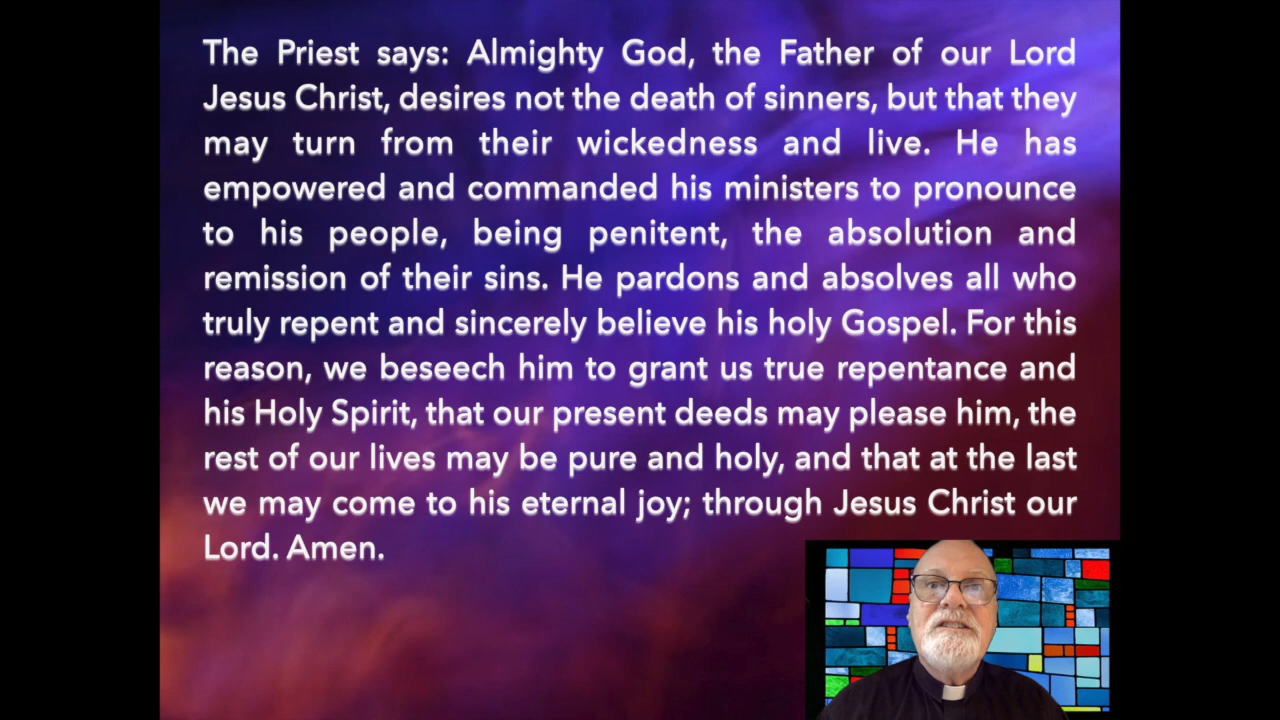 The Priest says: Almighty God, the Father of our Lord
Jesus Christ, desires not the death of sinners, but that they
may turn from their wickedness and live. He has
empowered and commanded his ministers to pronounce
to his people, being penitent, the absolution and
remission of their sins. He pardons and absolves all who
truly repent and sincerely believe his holy Gospel. For this
reason, we beseech him to grant us true repentance and
his Holy Spirit, that our present deeds may please him, the
rest of our lives may be pure and holy, and that at the last
we may come to his eternal joy; through Jesus Christ our
Lord. Amen.